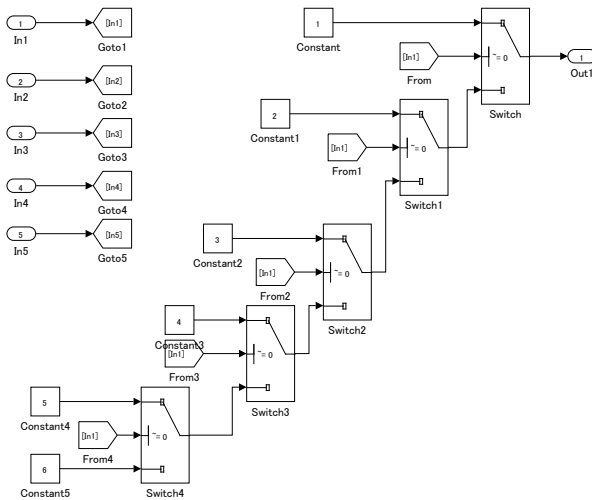 1
In1
[In1]
Goto1
2
In2
[In2]
Goto2
3
In3
[In3]
Goto3
4
In4
[In4]
Goto4
5
In5
[In5]
Goto5
1
Constant
[In1]
From
~= 0
Switch
1
Out1
2
Constant1
[In1]
From1
~= 0
Switch1
3
Constant2
[In1]
From2
~= 0
Switch2
4
Constant3
[In1]
From3
~= 0
Switch3
5
Constant4
[In1]
From4
~= 0
6
Constant5
Switch4